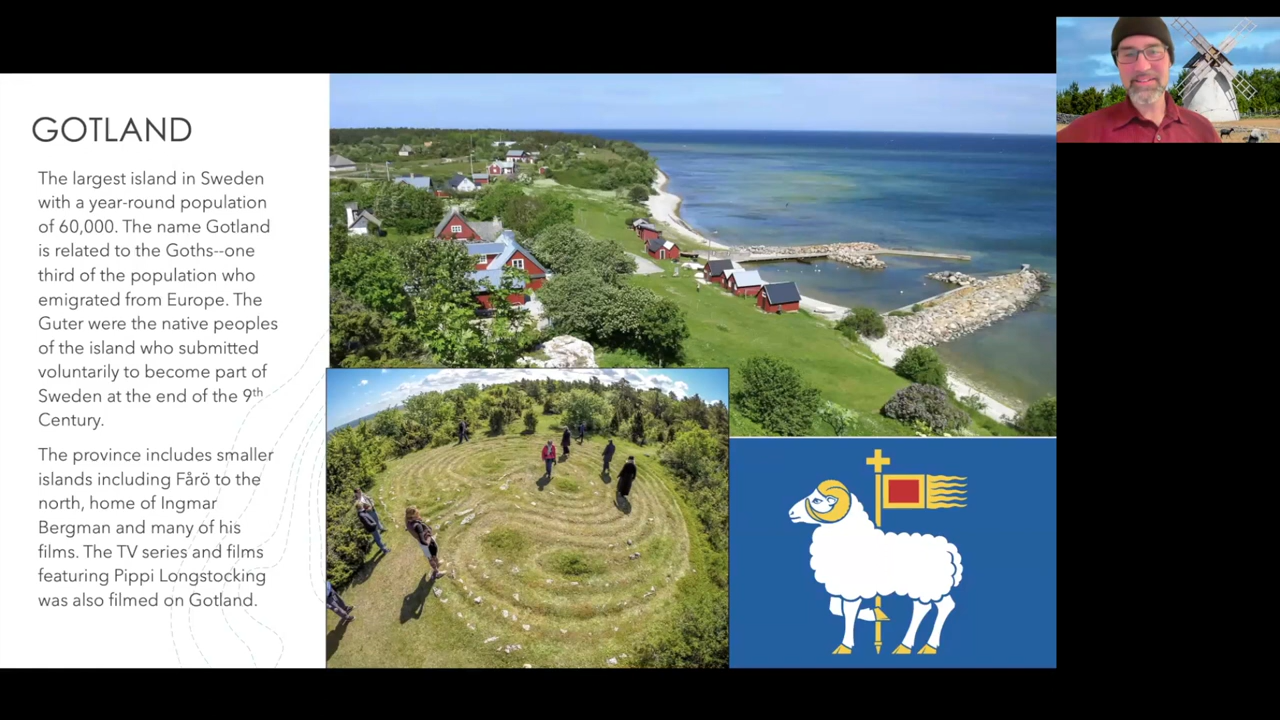 GOTLAND
The largest island in Sweden
with a year-round population
of 60,000. The name Gotland
is related to the Goths--one
third of the population who
emigrated from Europe. The
Guter were the native peoples
of the island who submitted
voluntarily to become part of
Sweden at the end of the 9th
Century.
The province includes smaller
islands including Fårö to the
north, home of Ingmar
Bergman and many of his
films. The TV series and films
featuring Pippi Longstocking
was also filmed on Gotland.